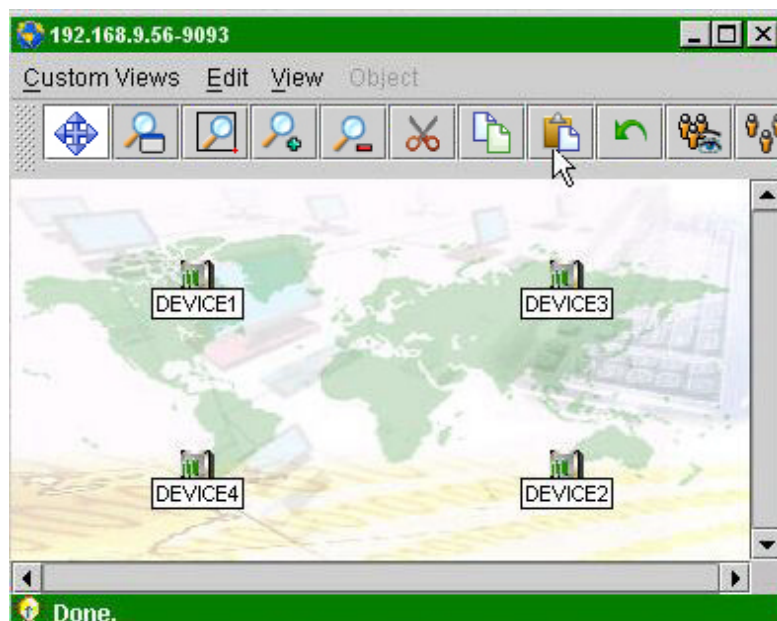 192.168.9.56-9093
Custom Views Edit View Object
DEVICE1 DEVICE3
DEVICE4 DEVICE2
Done.